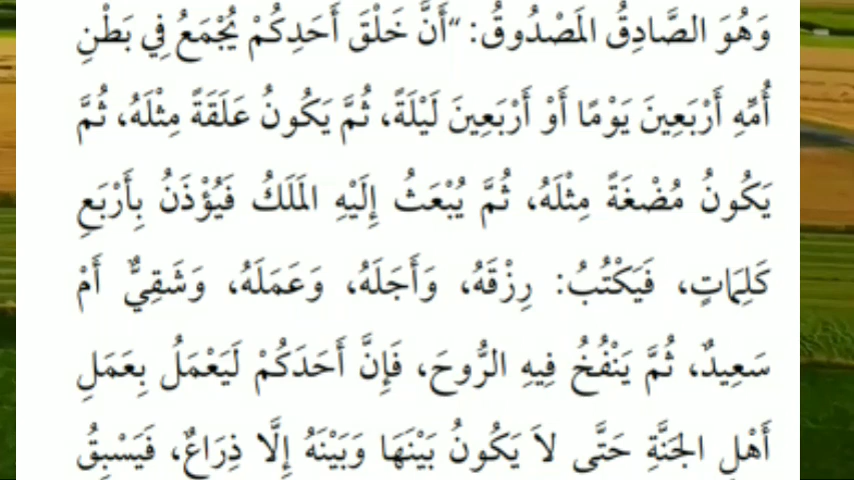 وَهُوَ الصَّادِقُ المَصْدُوقُ: “أَنَّ خَلْقَ أَحَدِكُمْ يُجْمَعُ فِي بَطْنِ
أُمِّهِ أَرْبَعِينَ يَوْمًا أَوْ أَرْبَعِينَ لَيْلَةً، ثُمَّ يَكُونُ عَلَقَةً مِثْلَهُ، ثُمَّ
يَكُونُ مُضْغَةً مِثْلَهُ، ثُمَّ يُبْعَثُ إِلَيْهِ المَلَكُ فَيُؤْذَنُ بِأَرْبَعِ
كَلِمَاتٍ، فَيَكْتُبُ: رِزْقَهُ، وَأَجَلَهُ، وَعَمَلَهُ، وَشَقِيٌّ أَمْ
سَعِيدٌ، ثُمَّ يَنْفُخُ فِيهِ الرُّوحَ، فَإِنَّ أَحَدَكُمْ لَيَعْمَلُ بِعَمَلِ
أَهْلِ الجَنَّةِ حَتَّى لاَ يَكُونُ بَيْنَهَا وَبَيْنَهُ إِلَّا ذِرَاعٌ، فَيَسْبِقُ